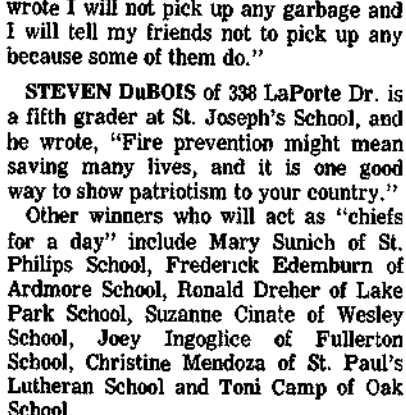 wrote I will not pick up any garbage and
I will tell my friends not to pick up any
because some of them do."
STEVEN DuBOIS of 338 LaPorte Dr. is
a fifth grader at St. Joseph's School, and
he wrote, "Fire prevention might mean
saving many lives, and it is one good
way to show patriotism to your country."
Other winners who will act as "chiefs
for a day" include Mary Sunich of St.
Philips School, Frederick Edemburn of
Ardmore School, Ronald Dreher of Lake
Park School, Suzanne Cinate of Wesley
School, Joey Ingoglice of Fullerton
School, Christine Mendoza of St. Paul's
Lutheran School and Toni Camp of Oak
School.